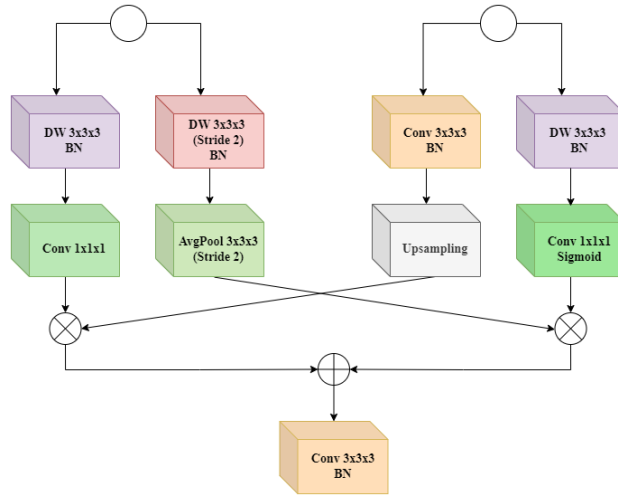 DW 3x3x3
BN
DW 3x3x3
(Stride 2)
BN
Conv 3x3x3
BN
DW 3x3x3
BN
Conv 1x1x1
AvgPool 3x3x3
(Stride 2)
Upsampling
Conv 1x1x1
Sigmoid
Conv 3x3x3
BN